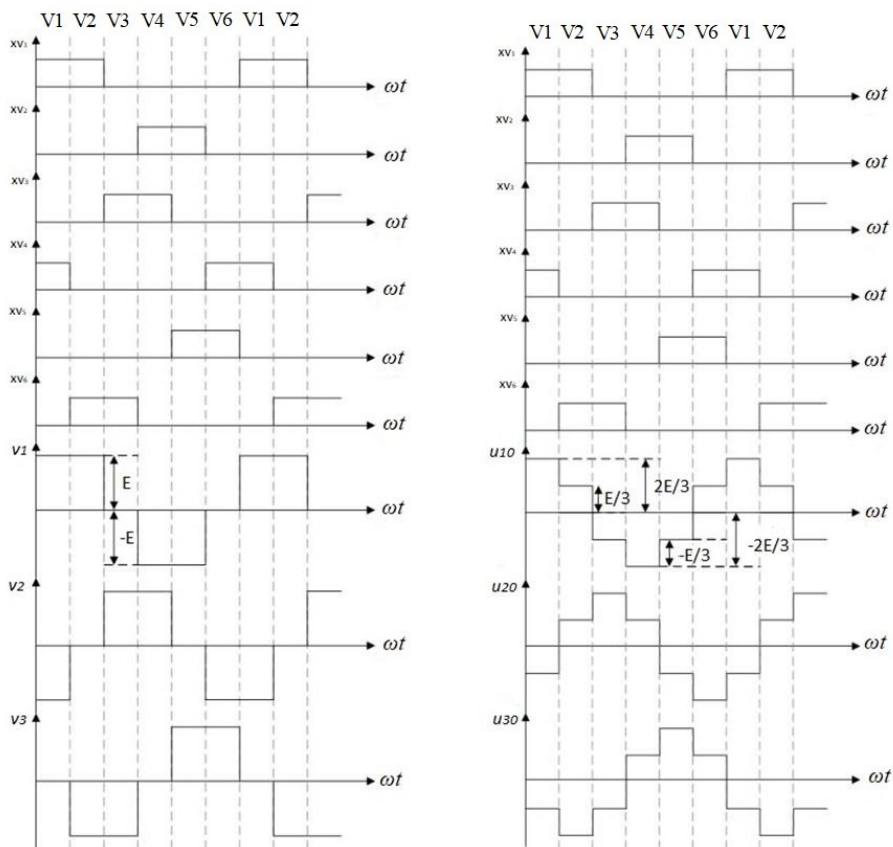 V1 V2 V3 V4 V5 V6 V1 V2
xv₁
ωt
xv₂
ωt
xv₃
ωt
xv₄
ωt
xv₅
ωt
xv₆
ωt
v1
E
-E
ωt
v2
ωt
v3
ωt
V1 V2 V3 V4 V5 V6 V1 V2
xv₁
ωt
xv₂
ωt
xv₃
ωt
xv₄
ωt
xv₅
ωt
xv₆
ωt
u10
E/3
2E/3
ωt
-E/3
-2E/3
u20
ωt
u30
ωt